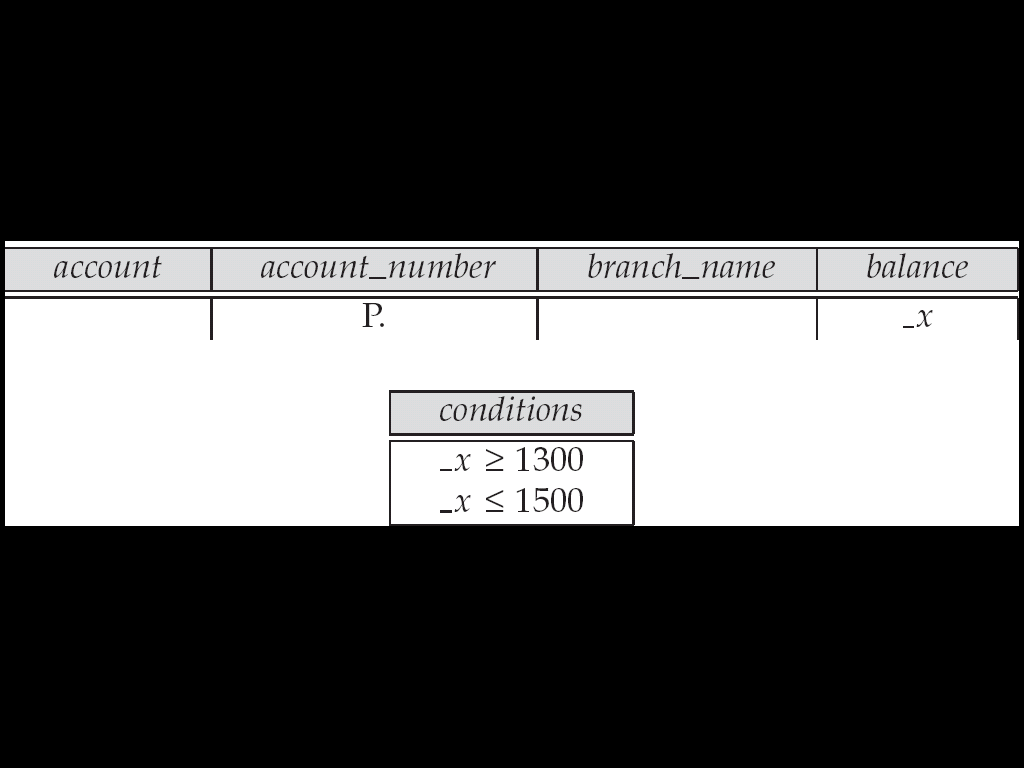 account account_number branch_name balance
P. _x
conditions
_x ≥ 1300
_x ≤ 1500